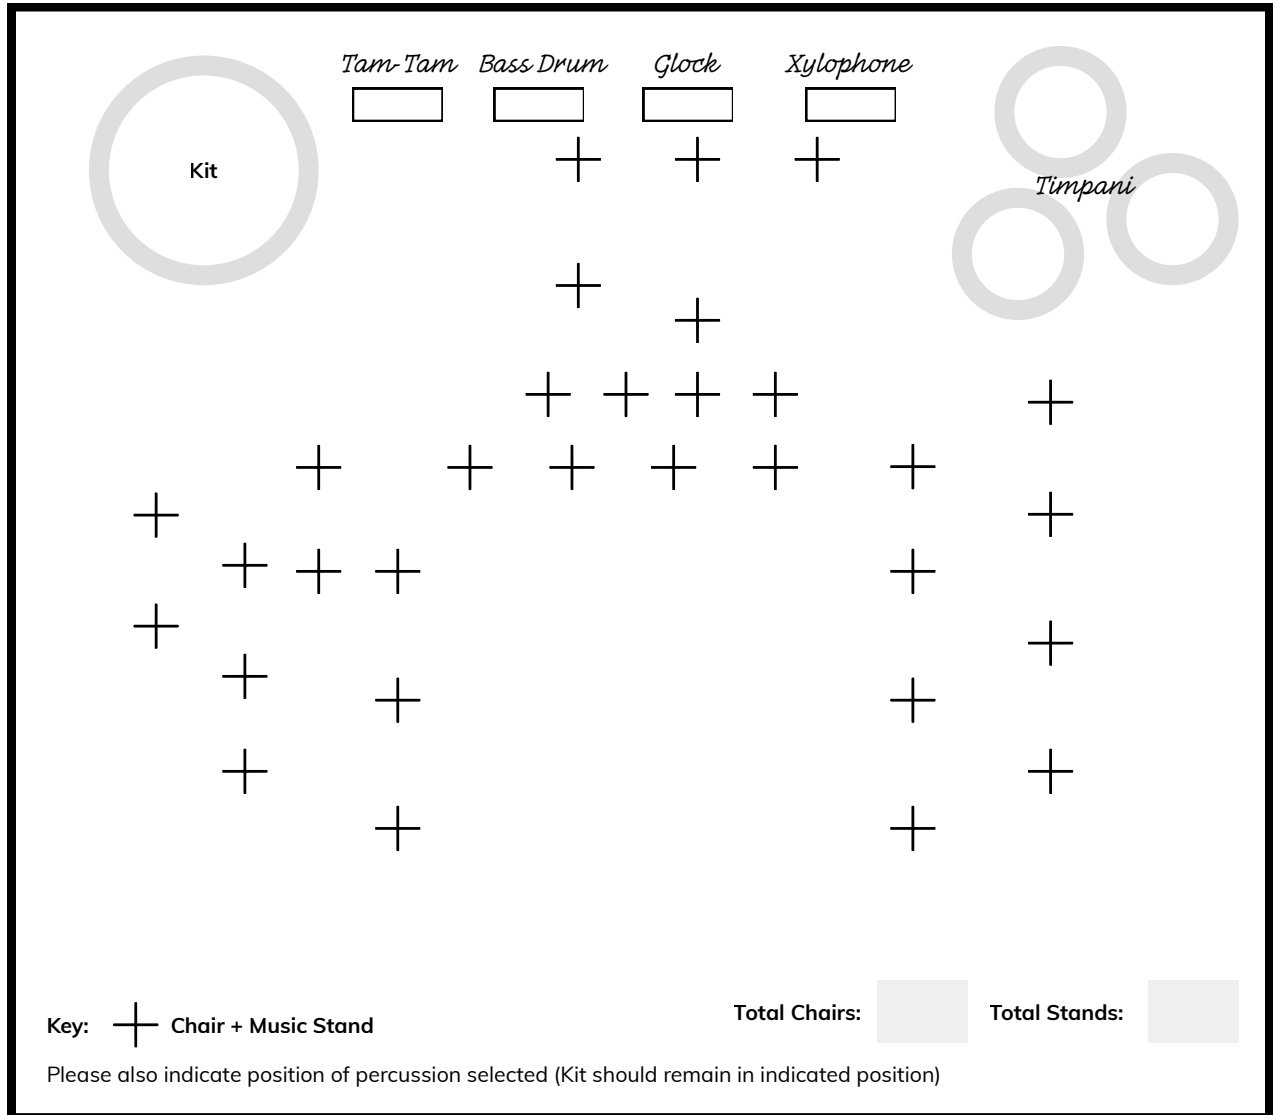 Tam-Tam Bass Drum Glock Xylophone
Kit
Timpani
Total Chairs: Total Stands:
Key: Chair + Music Stand
Please also indicate position of percussion selected (Kit should remain in indicated position)